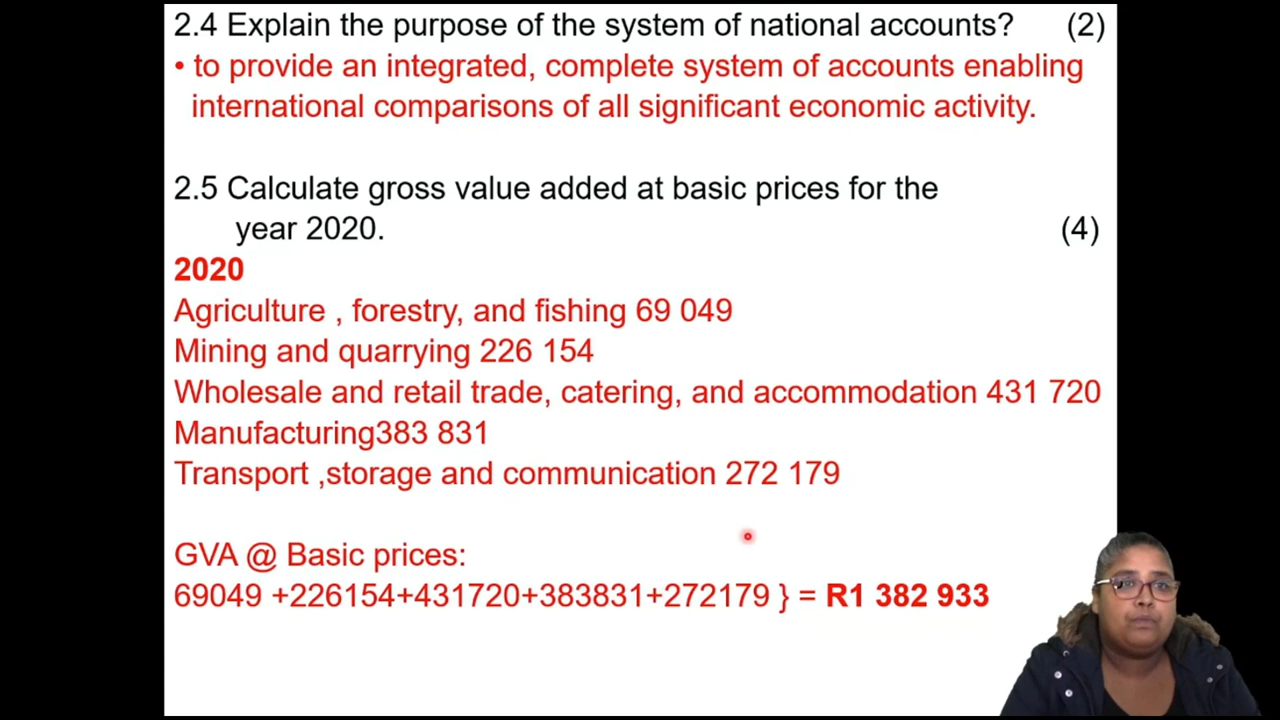 2.4 Explain the purpose of the system of national accounts? (2)
• to provide an integrated, complete system of accounts enabling
international comparisons of all significant economic activity.
2.5 Calculate gross value added at basic prices for the
year 2020. (4)
2020
Agriculture , forestry, and fishing 69 049
Mining and quarrying 226 154
Wholesale and retail trade, catering, and accommodation 431 720
Manufacturing383 831
Transport ,storage and communication 272 179
GVA @ Basic prices:
69049 +226154+431720+383831+272179 } = R1 382 933